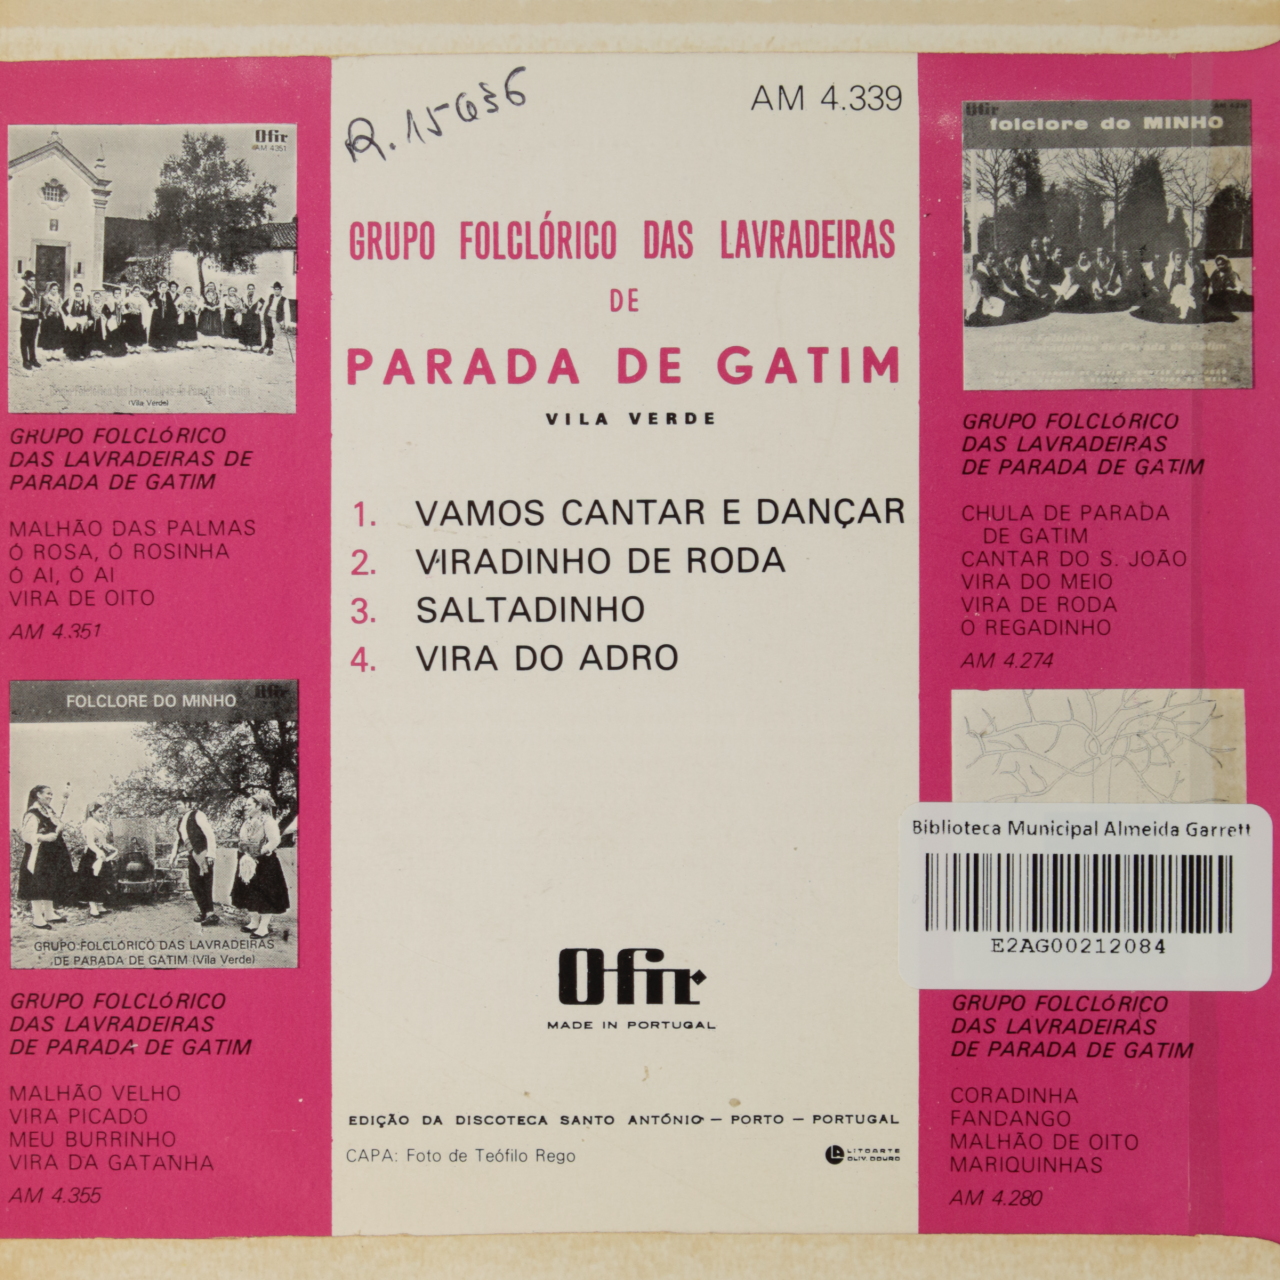 Ofir
AM 4351
(Vila Verde)
GRUPO FOLCLÓRICO
DAS LAVRADEIRAS DE
PARADA DE GATIM
MALHÃO DAS PALMAS
Ó ROSA, Ó ROSINHA
Ó AI, Ó AI
VIRA DE OITO
AM 4.351
Ofir
FOLCLORE DO MINHO
GRUPO FOLCLÓRICO DAS LAVRADEIRAS
DE PARADA DE GATIM (Vila Verde)
GRUPO FOLCLÓRICO
DAS LAVRADEIRAS
DE PARADA DE GATIM
MALHÃO VELHO
VIRA PICADO
MEU BURRINHO
VIRA DA GATANHA
AM 4.355
AM 4.339
GRUPO FOLCLÓRICO DAS LAVRADEIRAS
DE
PARADA DE GATIM
VILA VERDE
1. VAMOS CANTAR E DANÇAR
2. VIRADINHO DE RODA
3. SALTADINHO
4. VIRA DO ADRO
Ofir
MADE IN PORTUGAL
EDIÇÃO DA DISCOTECA SANTO ANTÓNIO — PORTO — PORTUGAL
CAPA: Foto de Teófilo Rego
LITOARTE
OLIV. DOURO
Ofir
folclore do MINHO
GRUPO FOLCLÓRICO
DAS LAVRADEIRAS
DE PARADA DE GATIM
CHULA DE PARADA
DE GATIM
CANTAR DO S. JOÃO
VIRA DO MEIO
VIRA DE RODA
O REGADINHO
AM 4.274
Biblioteca Municipal Almeida Garrett
E2AG00212084
GRUPO FOLCLÓRICO
DAS LAVRADEIRAS
DE PARADA DE GATIM
CORADINHA
FANDANGO
MALHÃO DE OITO
MARIQUINHAS
AM 4.280